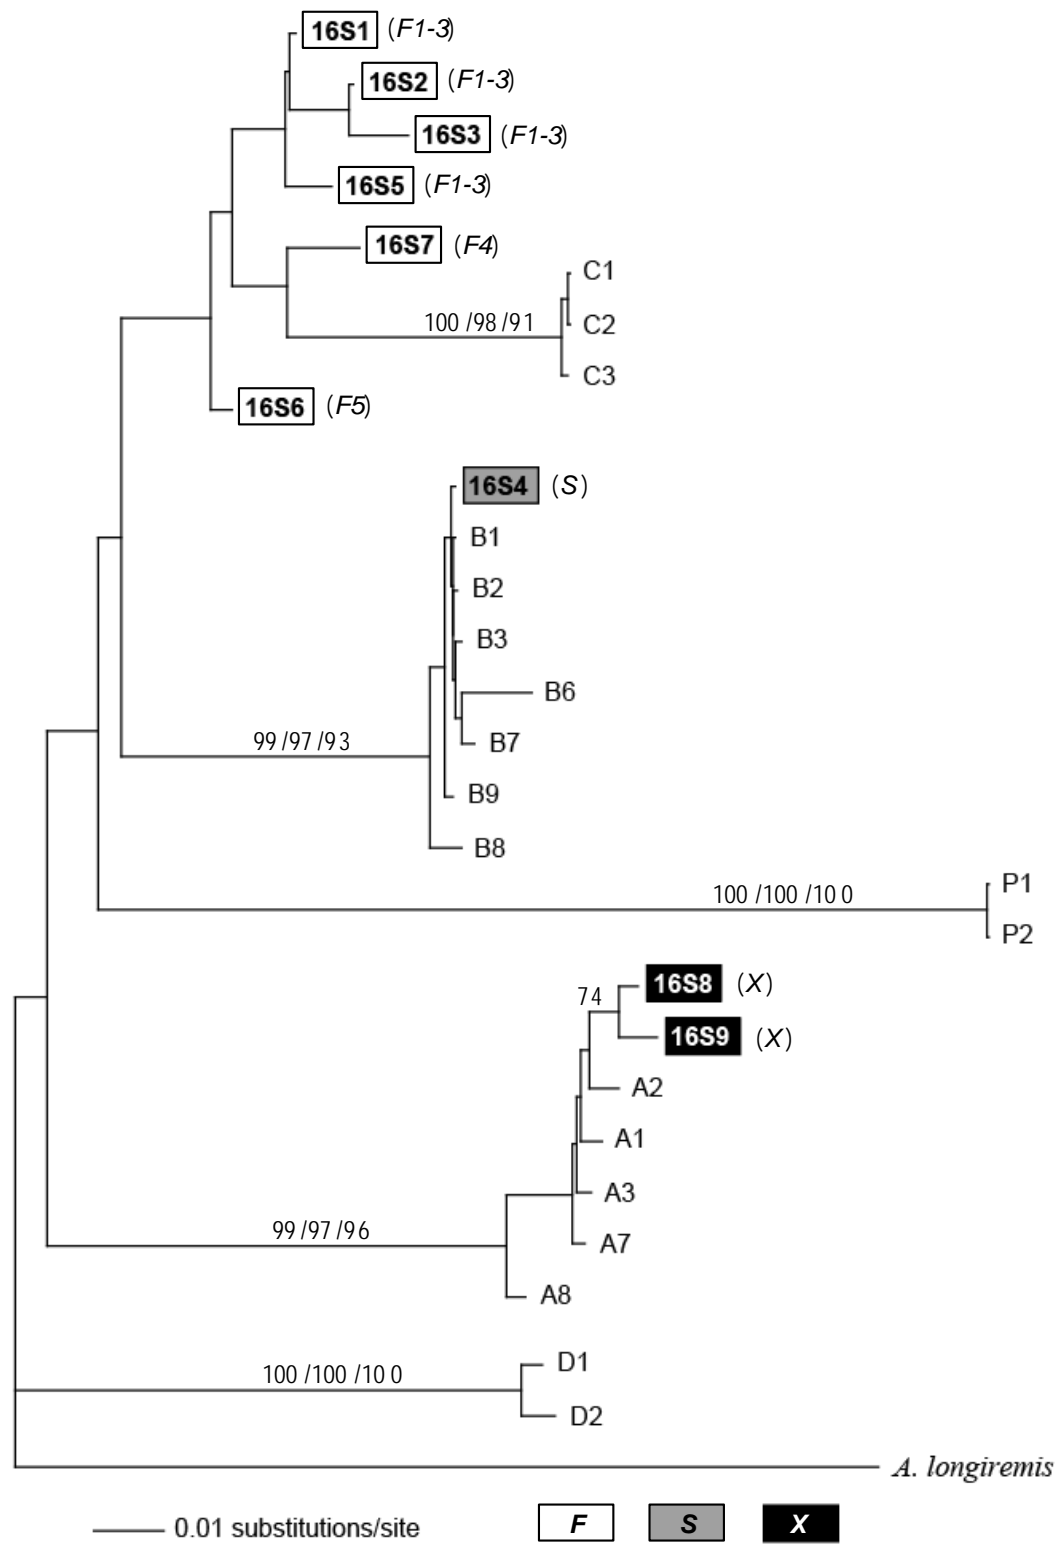 16S1 (F1-3)
16S2 (F1-3)
16S3 (F1-3)
16S5 (F1-3)
16S7 (F4)
C1
100 /98 /91
C2
C3
16S6 (F5)
16S4 (S)
B1
B2
B3
B6
99 /97 /93
B7
B9
B8
100 /100 /10 0
P1
P2
16S8 (X)
74
16S9 (X)
A2
A1
A3
99 /97 /96
A7
A8
D1
100 /100 /10 0
D2
A. longiremis
0.01 substitutions/site F S X